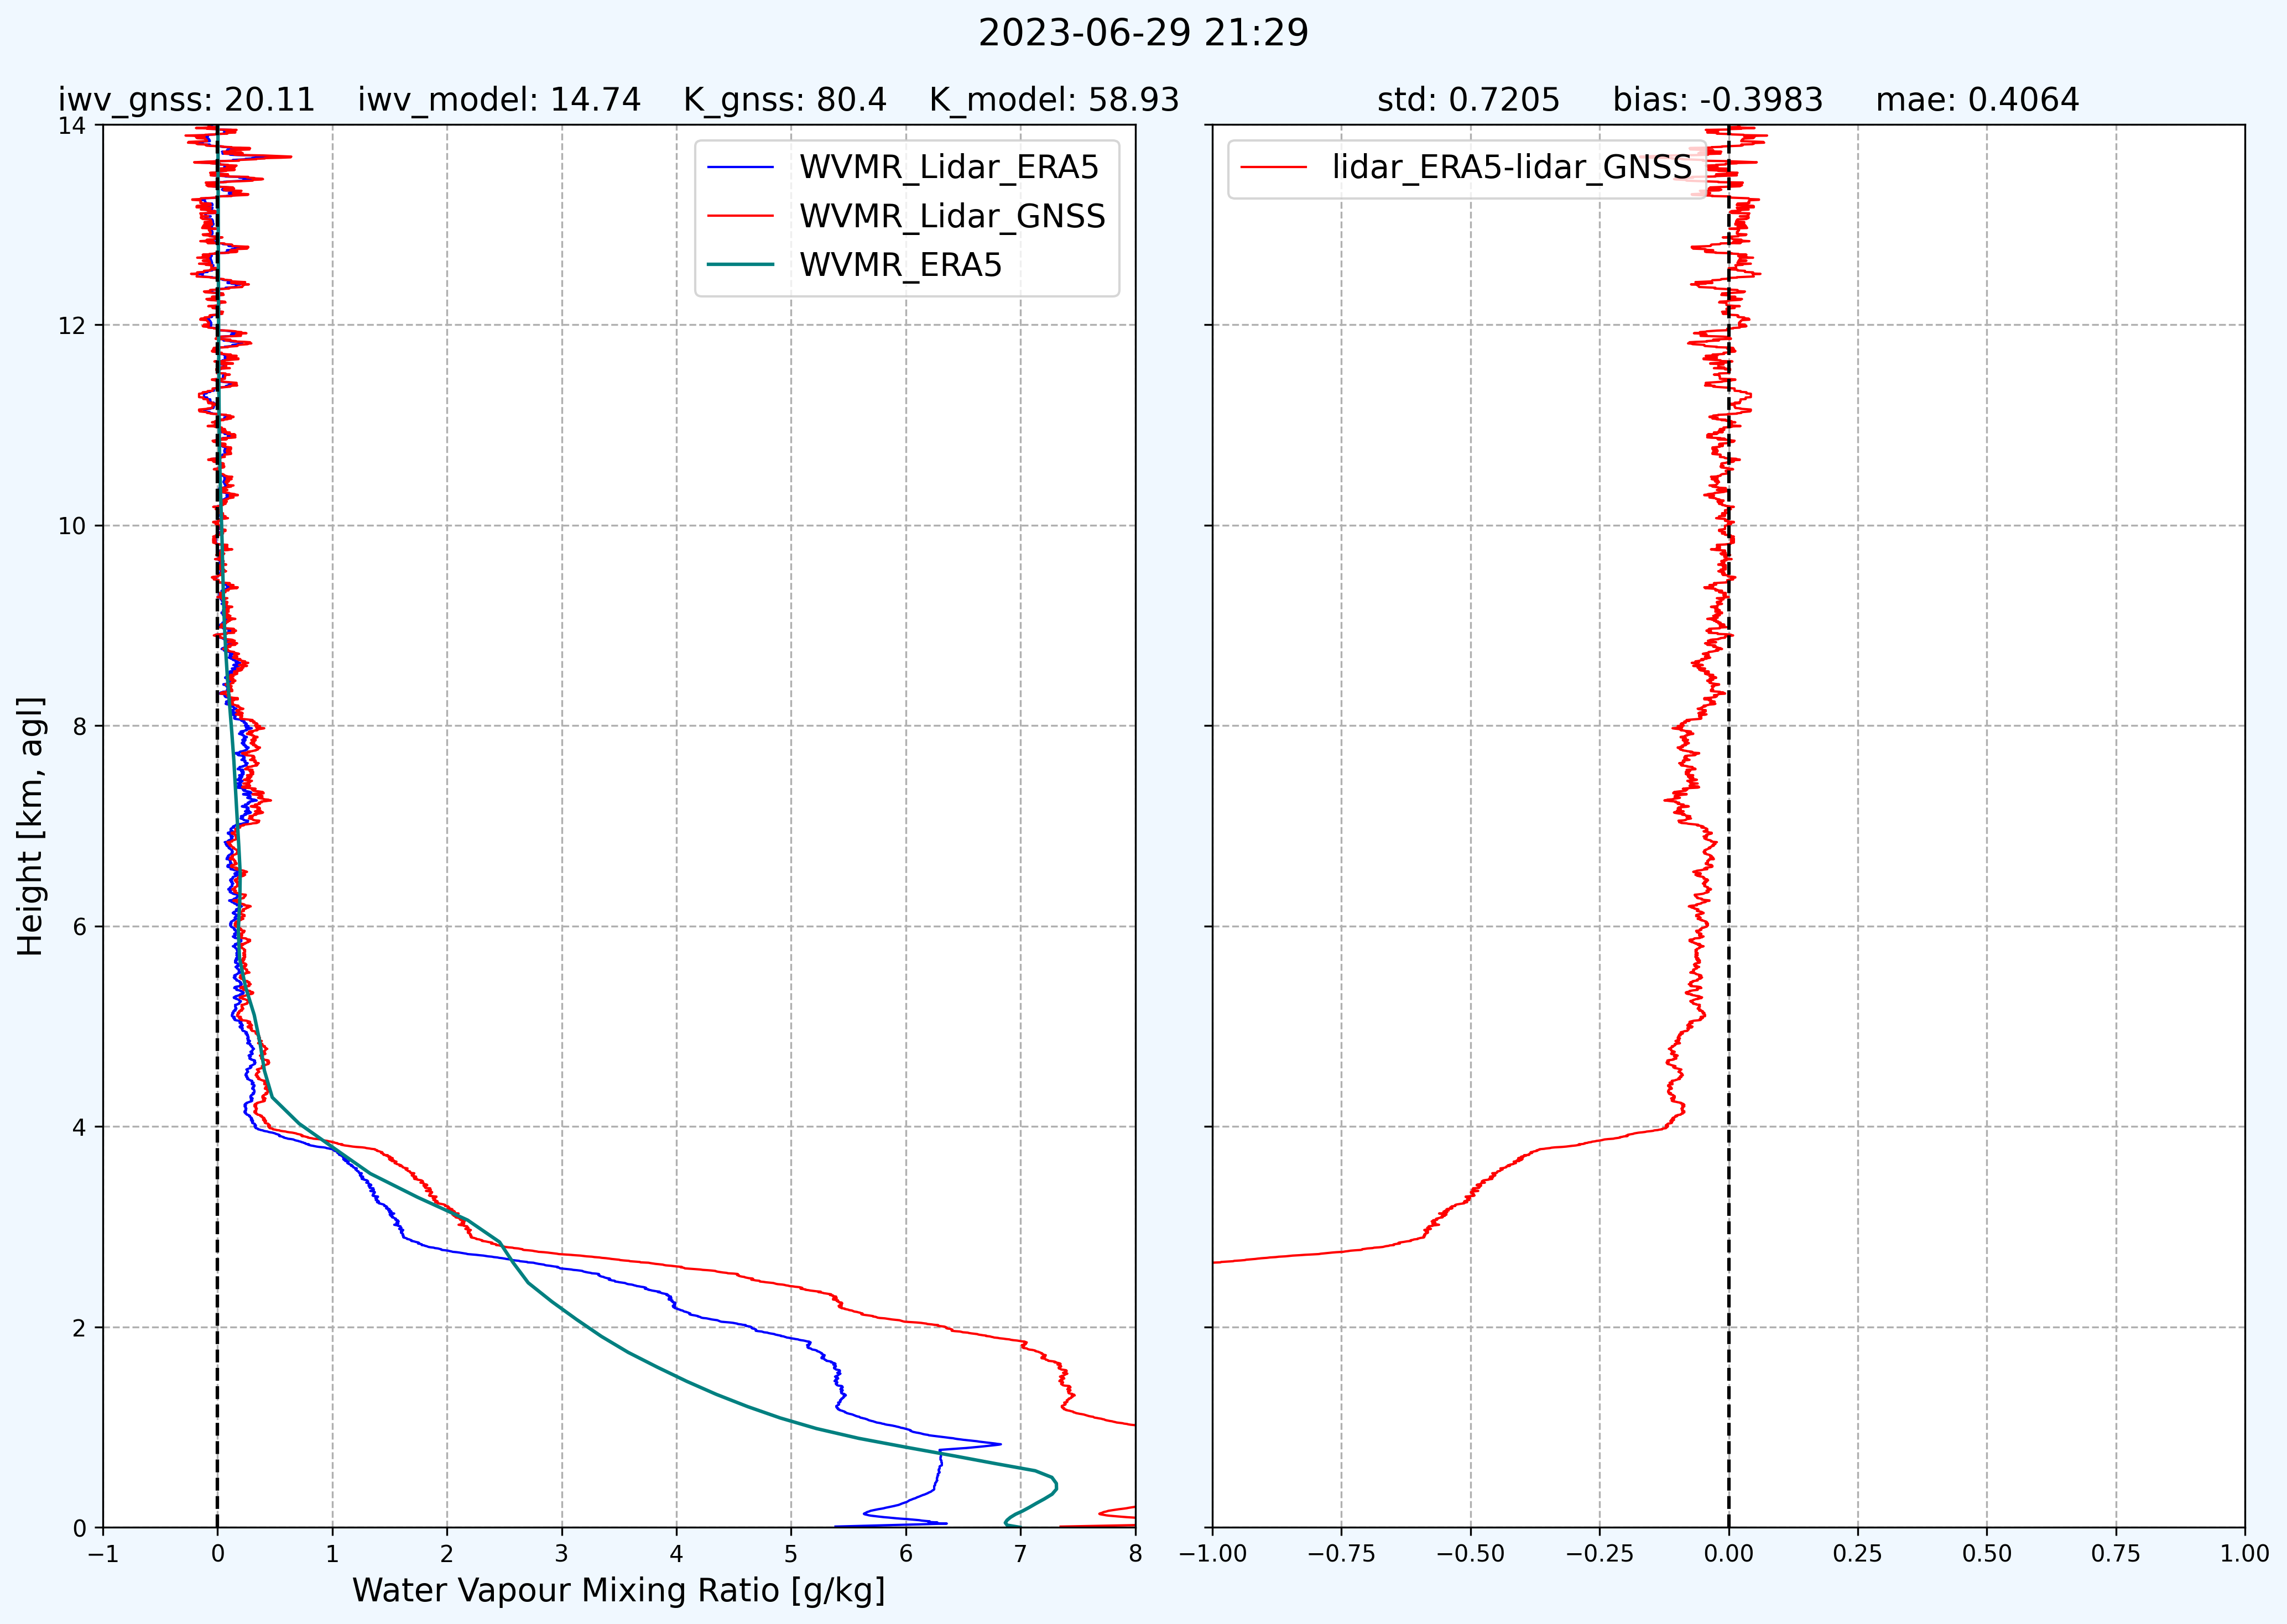 2023-06-29 21:29
iwv_gnss: 20.11 iwv_model: 14.74 K_gnss: 80.4 K_model: 58.93
std: 0.7205 bias: -0.3983 mae: 0.4064
WVMR_Lidar_ERA5
WVMR_Lidar_GNSS
WVMR_ERA5
lidar_ERA5-lidar_GNSS
Height [km, agl]
14
12
10
8
6
4
2
0
−1 0 1 2 3 4 5 6 7 8
Water Vapour Mixing Ratio [g/kg]
−1.00 −0.75 −0.50 −0.25 0.00 0.25 0.50 0.75 1.00